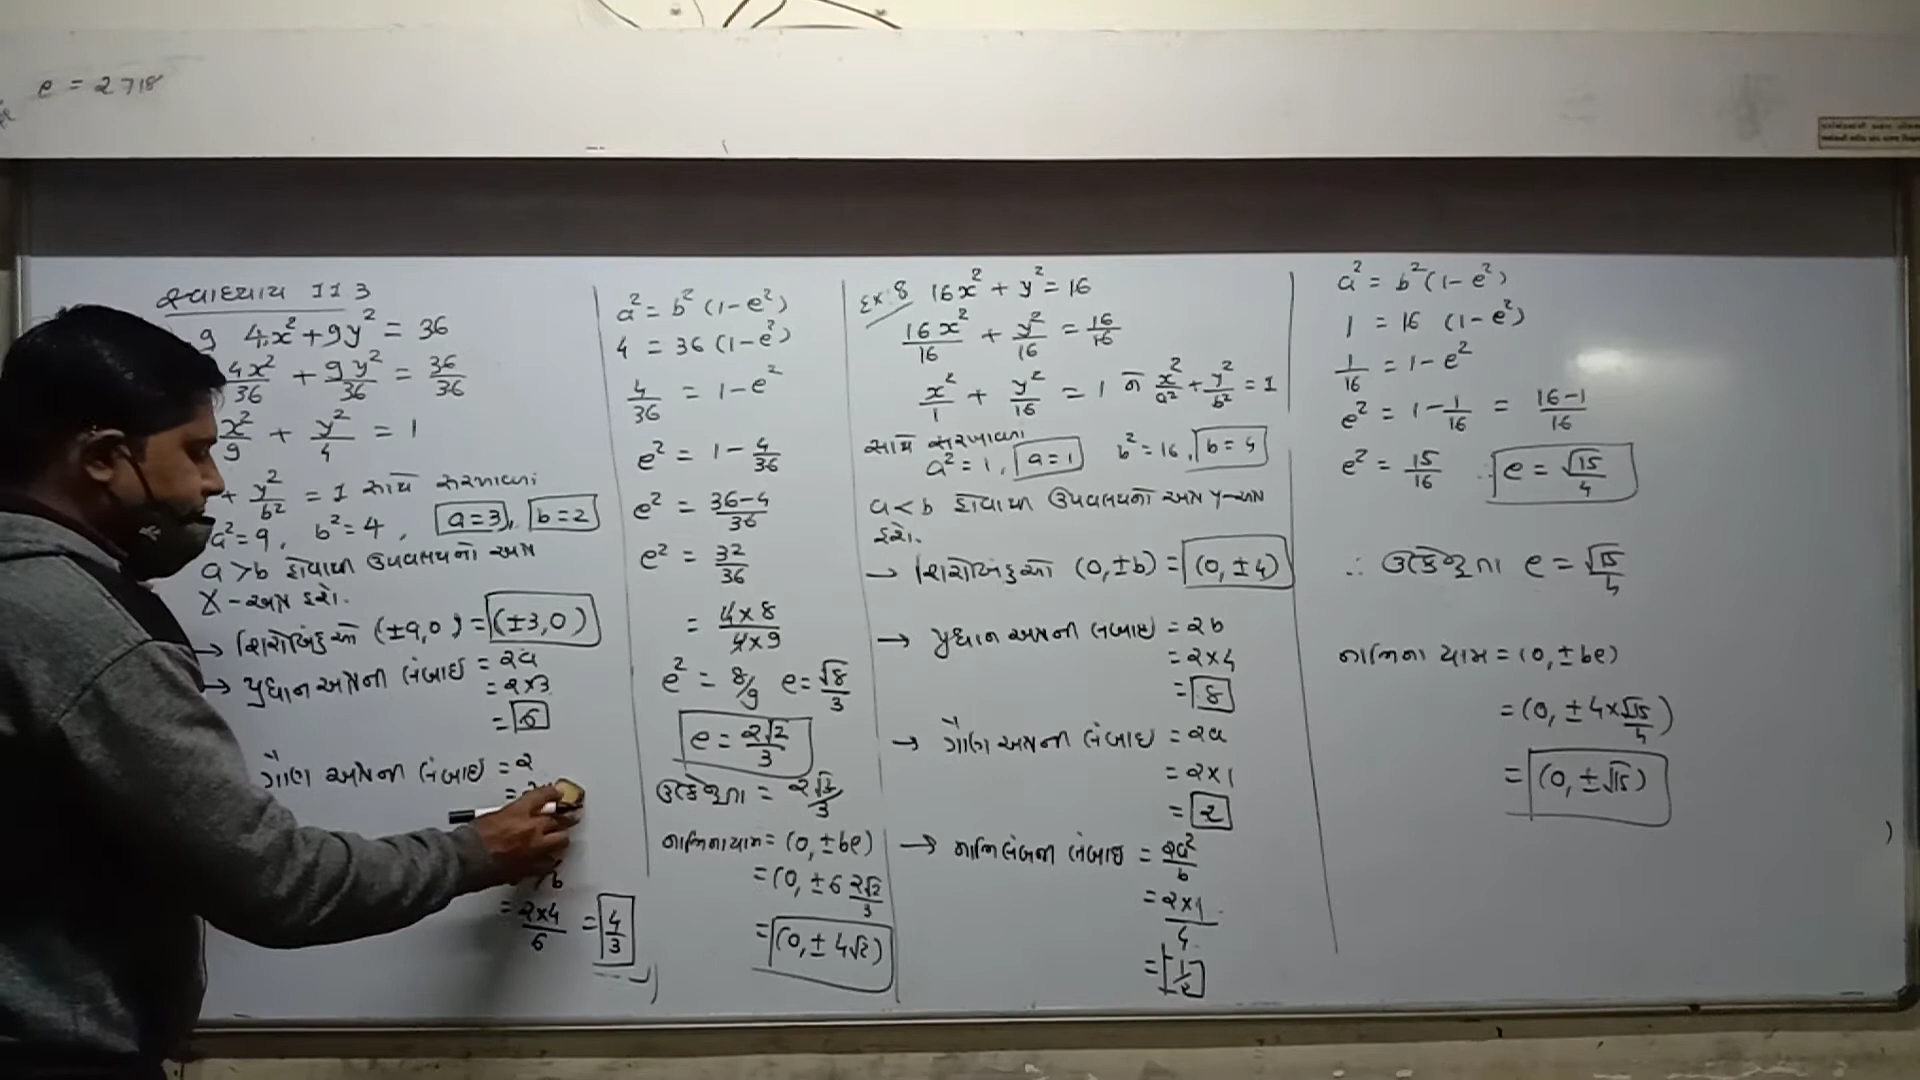 e = 2.718
સ્વાધ્યાય 11 3
9 4x² + 9y² = 36
4x²/36 + 9y²/36 = 36/36
x²/9 + y²/4 = 1
+ y²/b² = 1 સાથે સરખાવતાં
a² = 9, b² = 4, a = 3, b = 2
a > b હોવાથી ઉપવલયનો અક્ષ
X - અક્ષ હશે.
→ શિરોબિંદુઓ (±9,0) = (±3,0)
→ પ્રધાન અક્ષની લંબાઈ = 2a
= 2×3
= 6
→ ગૌણ અક્ષની લંબાઈ = 2
= 2×4/6 = 4/3
a² = b² (1 - e²)
4 = 36 (1 - e²)
4/36 = 1 - e²
e² = 1 - 4/36
e² = 36-4/36
e² = 32/36
= 4×8/4×9
e² = 8/9 e = √8/3
e = 2√2/3
ઉત્કેન્દ્રતા = 2√2/3
નાભિના યામ = (0, ±be)
= (0, ±6 2√2/3
= (0, ± 4√2)
Ex. 8 16x² + y² = 16
16x²/16 + y²/16 = 16/16
x²/1 + y²/16 = 1 ને x²/a² + y²/b² = 1
સાથે સરખાવતાં
a² = 1, a = 1 b² = 16, b = 4
a < b હોવાથી ઉપવલયનો અક્ષ Y-અક્ષ
હશે.
→ શિરોબિંદુઓ (0, ±b) = (0, ±4)
→ પ્રધાન અક્ષની લંબાઈ = 2b
= 2×4
= 8
→ ગૌણ અક્ષની લંબાઈ = 2a
= 2×1
= 2
→ નાભિલંબની લંબાઈ = 2a²/b
= 2×1/4
= 1/2
a² = b² (1 - e²)
1 = 16 (1 - e²)
1/16 = 1 - e²
e² = 1 - 1/16 = 16-1/16
e² = 15/16 ∴ e = √15/4
∴ ઉત્કેન્દ્રતા e = √15/4
નાભિના યામ = (0, ±be)
= (0, ±4×√15/4)
= (0, ±√15)